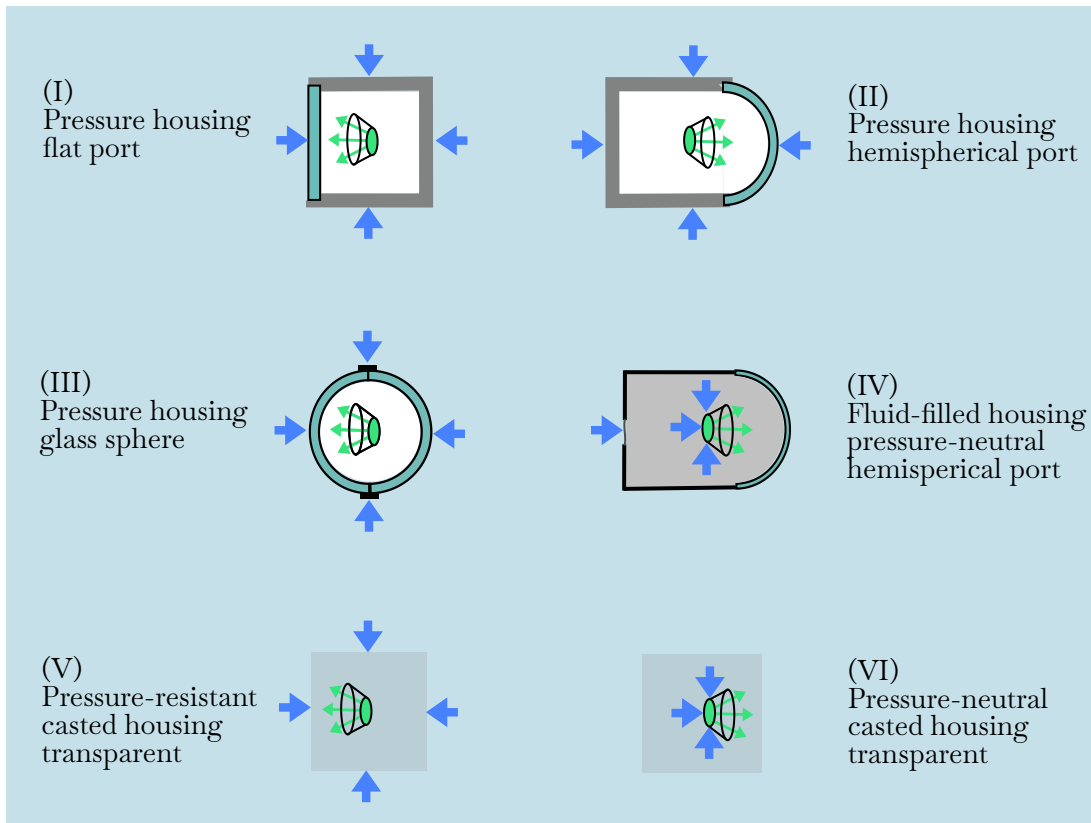 (I)
Pressure housing
flat port
(II)
Pressure housing
hemispherical port
(III)
Pressure housing
glass sphere
(IV)
Fluid-filled housing
pressure-neutral
hemisperical port
(V)
Pressure-resistant
casted housing
transparent
(VI)
Pressure-neutral
casted housing
transparent